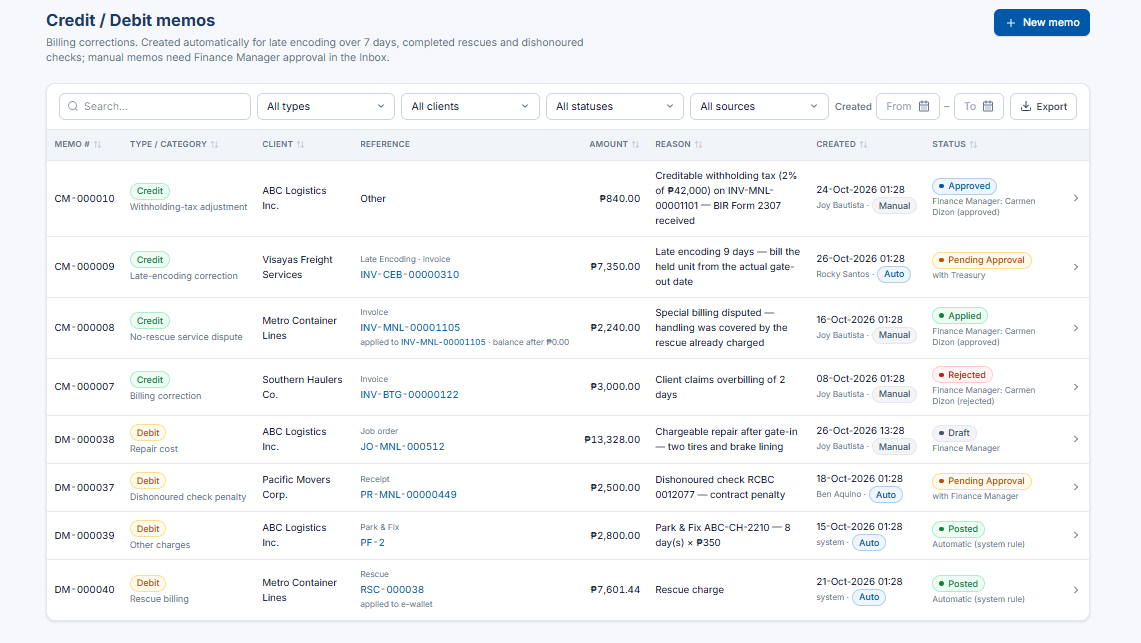 Credit / Debit memos
New memo
Billing corrections. Created automatically for late encoding over 7 days, completed rescues and dishonoured
checks; manual memos need Finance Manager approval in the Inbox.
Search... All types All clients All statuses All sources Created From – To Export
MEMO # TYPE / CATEGORY CLIENT REFERENCE AMOUNT REASON CREATED STATUS
CM-000010
Credit
Withholding-tax adjustment
ABC Logistics
Inc.
Other
₱840.00
Creditable withholding tax (2%
of ₱42,000) on INV-MNL-
00001101 — BIR Form 2307
received
24-Oct-2026 01:28
Joy Bautista · Manual
Approved
Finance Manager: Carmen
Dizon (approved)
CM-000009
Credit
Late-encoding correction
Visayas Freight
Services
Late Encoding · invoice
INV-CEB-00000310
₱7,350.00
Late encoding 9 days — bill the
held unit from the actual gate-
out date
26-Oct-2026 01:28
Rocky Santos · Auto
Pending Approval
with Treasury
CM-000008
Credit
No-rescue service dispute
Metro Container
Lines
Invoice
INV-MNL-00001105
applied to INV-MNL-00001105 · balance after ₱0.00
₱2,240.00
Special billing disputed —
handling was covered by the
rescue already charged
16-Oct-2026 01:28
Joy Bautista · Manual
Applied
Finance Manager: Carmen
Dizon (approved)
CM-000007
Credit
Billing correction
Southern Haulers
Co.
Invoice
INV-BTG-00000122
₱3,000.00
Client claims overbilling of 2
days
08-Oct-2026 01:28
Joy Bautista · Manual
Rejected
Finance Manager: Carmen
Dizon (rejected)
DM-000038
Debit
Repair cost
ABC Logistics
Inc.
Job order
JO-MNL-000512
₱13,328.00
Chargeable repair after gate-in
— two tires and brake lining
26-Oct-2026 13:28
Joy Bautista · Manual
Draft
Finance Manager
DM-000037
Debit
Dishonoured check penalty
Pacific Movers
Corp.
Receipt
PR-MNL-00000449
₱2,500.00
Dishonoured check RCBC
0012077 — contract penalty
18-Oct-2026 01:28
Ben Aquino · Auto
Pending Approval
with Finance Manager
DM-000039
Debit
Other charges
ABC Logistics
Inc.
Park & Fix
PF-2
₱2,800.00
Park & Fix ABC-CH-2210 — 8
day(s) × ₱350
15-Oct-2026 01:28
system · Auto
Posted
Automatic (system rule)
DM-000040
Debit
Rescue billing
Metro Container
Lines
Rescue
RSC-000038
applied to e-wallet
₱7,601.44
Rescue charge
21-Oct-2026 01:28
system · Auto
Posted
Automatic (system rule)